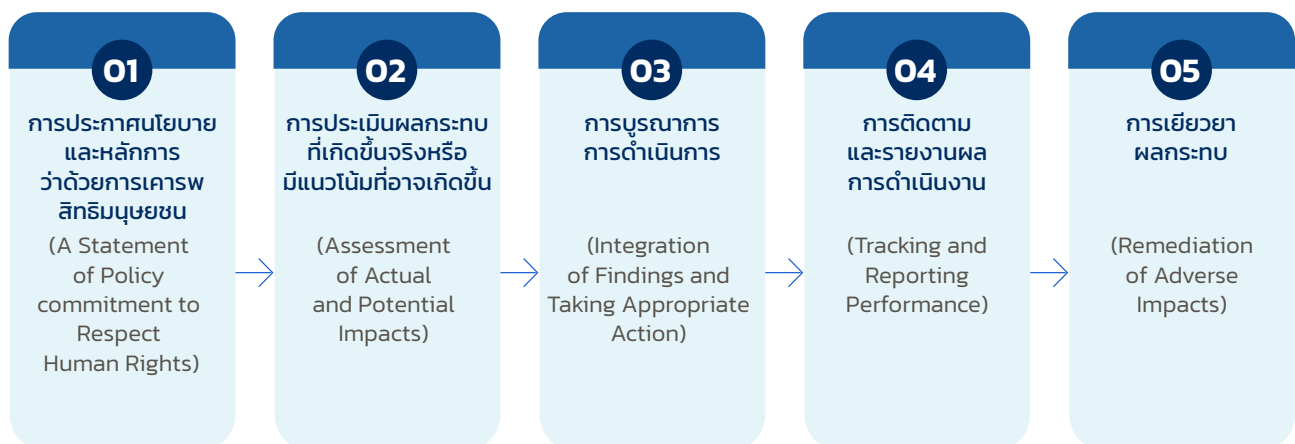 01
การประกาศนโยบาย
และหลักการ
ว่าด้วยการเคารพ
สิทธิมนุษยชน
(A Statement
of Policy
commitment to
Respect
Human Rights)
02
การประเมินผลกระทบ
ที่เกิดขึ้นจริงหรือ
มีแนวโน้มที่อาจเกิดขึ้น
(Assessment
of Actual
and Potential
Impacts)
03
การบูรณาการ
การดำเนินการ
(Integration
of Findings and
Taking Appropriate
Action)
04
การติดตาม
และรายงานผล
การดำเนินงาน
(Tracking and
Reporting
Performance)
05
การเยียวยา
ผลกระทบ
(Remediation
of Adverse
Impacts)